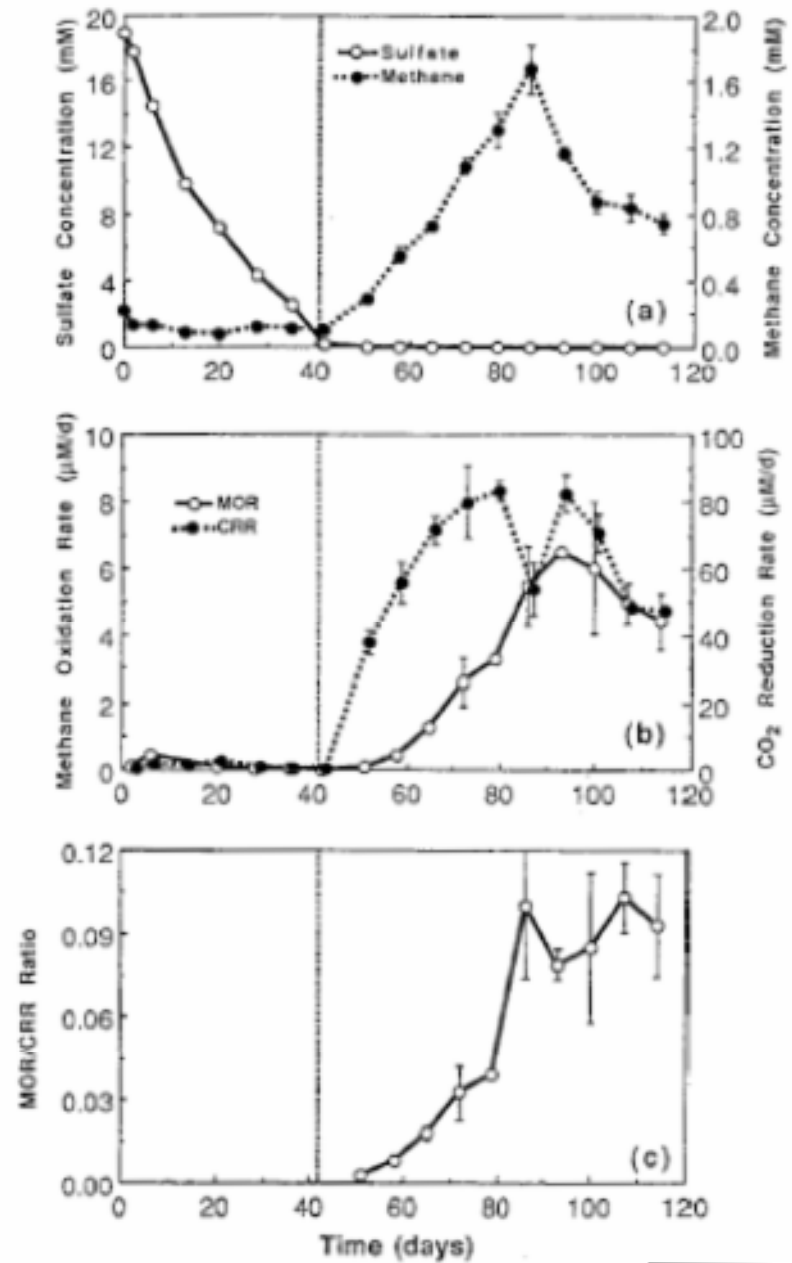 Sulfate Concentration (mM)
20
16
12
8
4
0
Sulfate
Methane
(a)
2.0
1.6
1.2
0.8
0.4
0.0
Methane Concentration (mM)
0 20 40 60 80 100 120
Methane Oxidation Rate (μM/d)
10
8
6
4
2
0
MOR
CRR
(b)
100
80
60
40
20
0
CO2 Reduction Rate (μM/d)
0 20 40 60 80 100 120
MOR/CRR Ratio
0.12
0.09
0.06
0.03
0.00
(c)
0 20 40 60 80 100 120
Time (days)